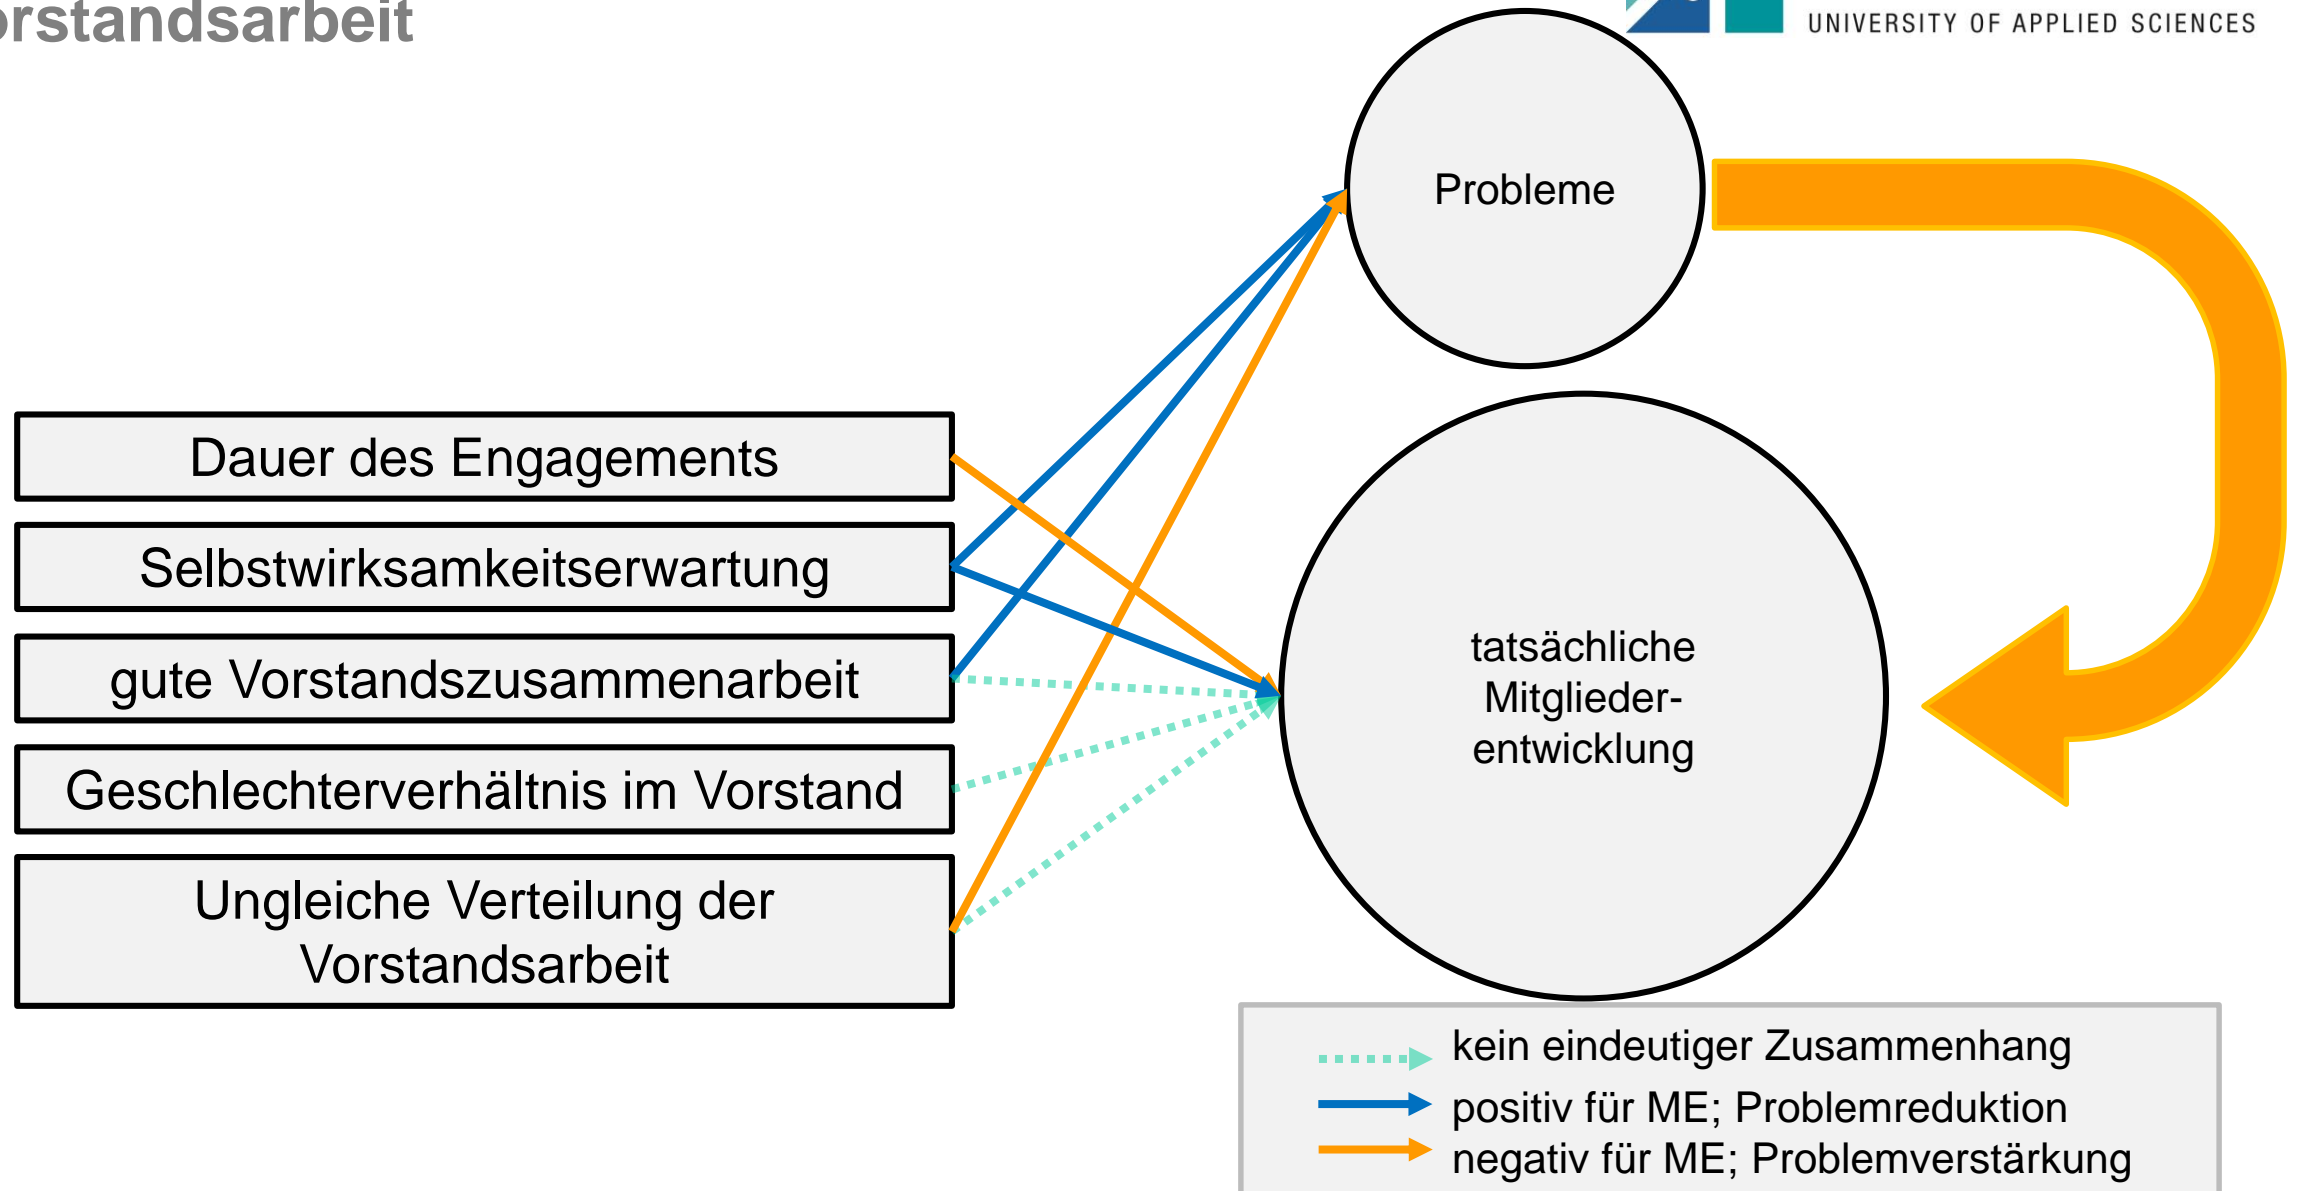 orstandsarbeit
UNIVERSITY OF APPLIED SCIENCES
Probleme
Dauer des Engagements
Selbstwirksamkeitserwartung
gute Vorstandszusammenarbeit
Geschlechterverhältnis im Vorstand
Ungleiche Verteilung der
Vorstandsarbeit
tatsächliche
Mitglieder-
entwicklung
kein eindeutiger Zusammenhang
positiv für ME; Problemreduktion
negativ für ME; Problemverstärkung